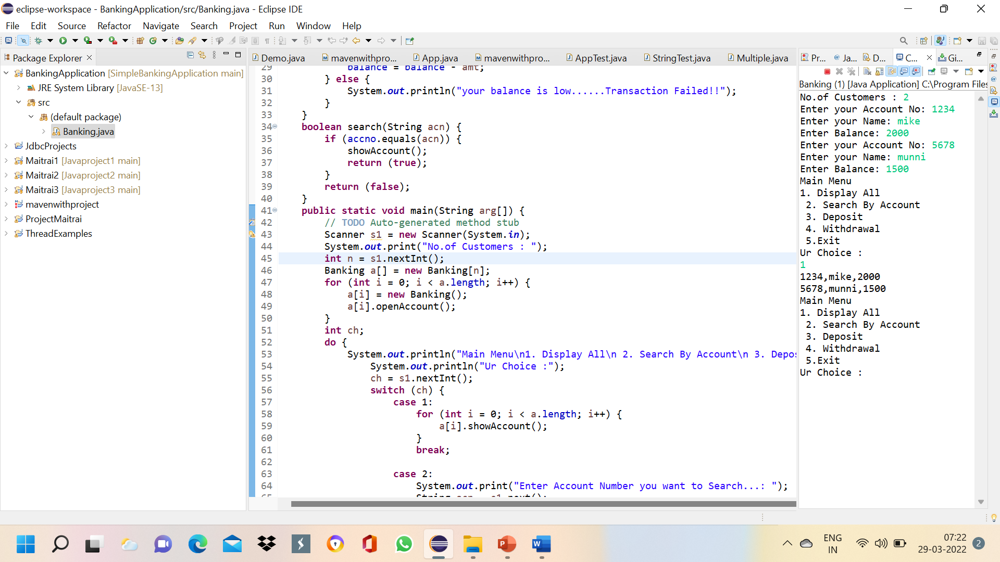 eclipse-workspace - BankingApplication/src/Banking.java - Eclipse IDE
File Edit Source Refactor Navigate Search Project Run Window Help
Package Explorer
BankingApplication [SimpleBankingApplication main]
JRE System Library [JavaSE-13]
src
(default package)
Banking.java
JdbcProjects
Maitrai1 [Javaproject1 main]
Maitrai2 [Javaproject2 main]
Maitrai3 [Javaproject3 main]
mavenwithproject
ProjectMaitrai
ThreadExamples
Demo.java mavenwithpro... App.java mavenwithpro... AppTest.java StringTest.java Multiple.java
29 balance = balance - amt;
30 } else {
31 System.out.println("your balance is low......Transaction Failed!!");
32 }
33 }
34 boolean search(String acn) {
35 if (accno.equals(acn)) {
36 showAccount();
37 return (true);
38 }
39 return (false);
40 }
41 public static void main(String arg[]) {
42 // TODO Auto-generated method stub
43 Scanner s1 = new Scanner(System.in);
44 System.out.print("No.of Customers : ");
45 int n = s1.nextInt();
46 Banking a[] = new Banking[n];
47 for (int i = 0; i < a.length; i++) {
48 a[i] = new Banking();
49 a[i].openAccount();
50 }
51 int ch;
52 do {
53 System.out.println("Main Menu\n1. Display All\n 2. Search By Account\n 3. Depos
54 System.out.println("Ur Choice :");
55 ch = s1.nextInt();
56 switch (ch) {
57 case 1:
58 for (int i = 0; i < a.length; i++) {
59 a[i].showAccount();
60 }
61 break;
62
63 case 2:
64 System.out.print("Enter Account Number you want to Search...: ");
Pr... Ja... D... C... Gi...
Banking (1) [Java Application] C:\Program Files
No.of Customers : 2
Enter your Account No: 1234
Enter your Name: mike
Enter Balance: 2000
Enter your Account No: 5678
Enter your Name: munni
Enter Balance: 1500
Main Menu
1. Display All
2. Search By Account
3. Deposit
4. Withdrawal
5.Exit
Ur Choice :
1
1234,mike,2000
5678,munni,1500
Main Menu
1. Display All
2. Search By Account
3. Deposit
4. Withdrawal
5.Exit
Ur Choice :
ENG
IN
07:22
29-03-2022
2